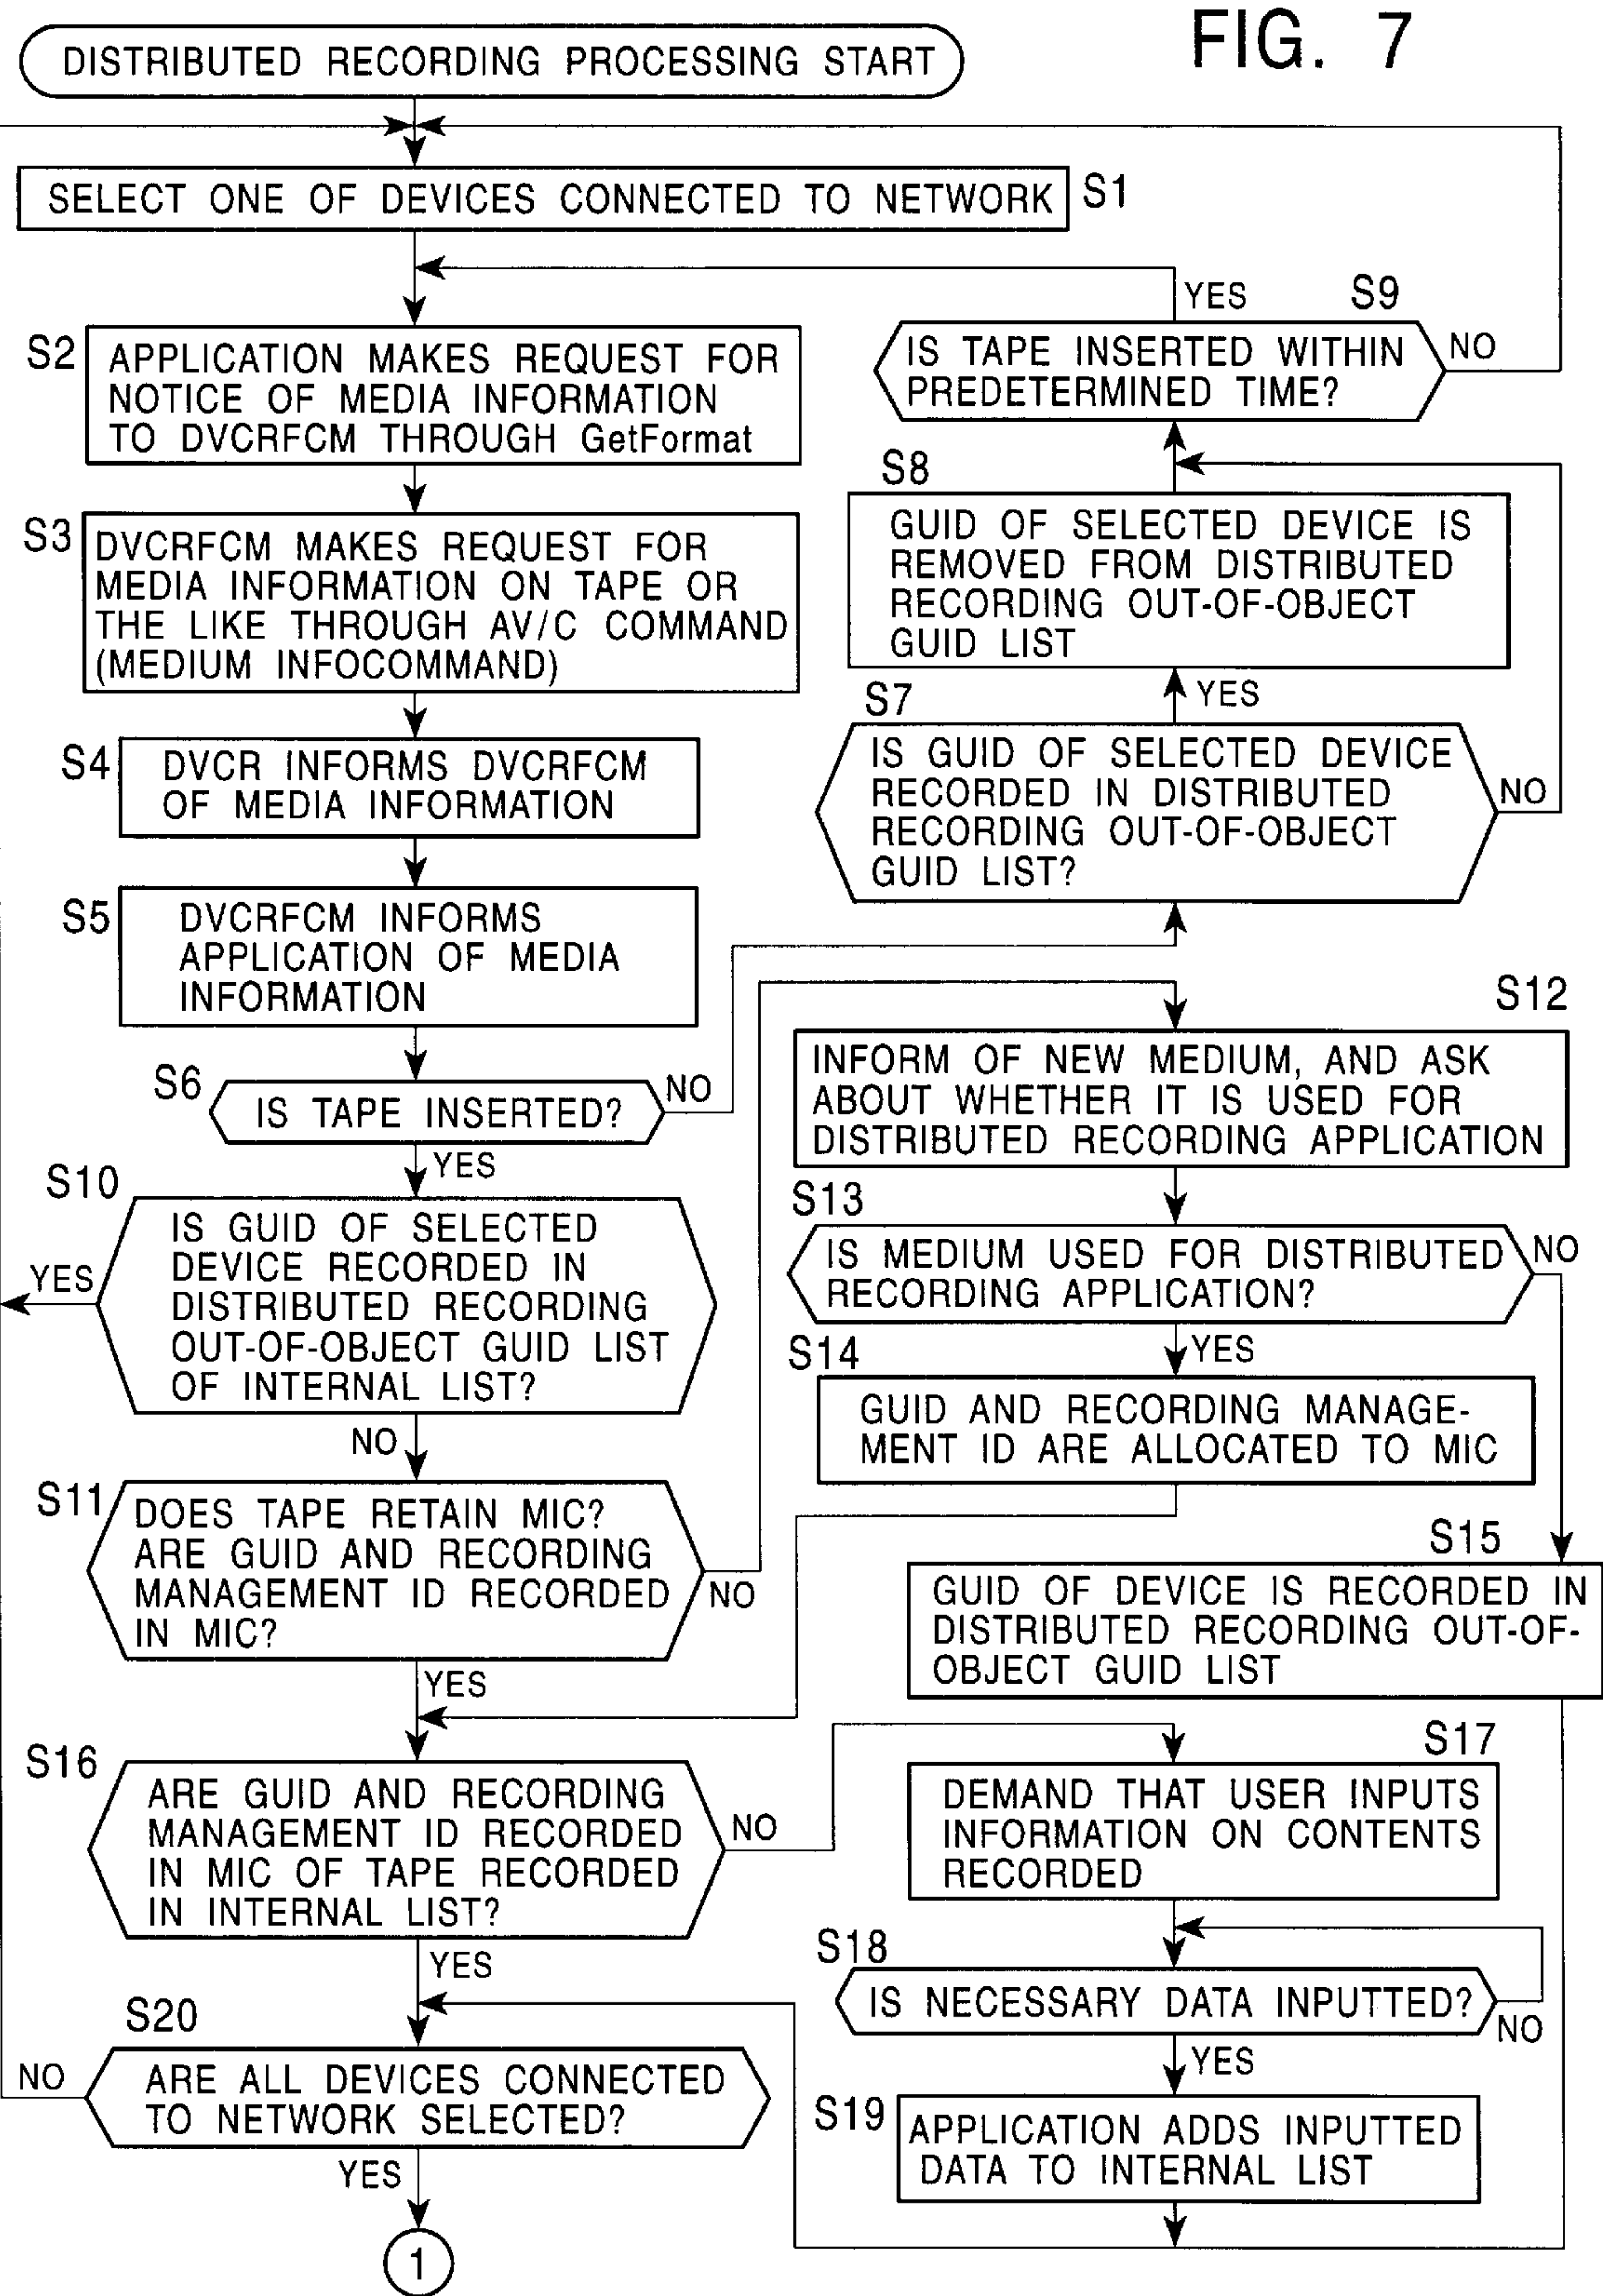 FIG. 7
DISTRIBUTED RECORDING PROCESSING START
SELECT ONE OF DEVICES CONNECTED TO NETWORK
S1
S2
APPLICATION MAKES REQUEST FOR
NOTICE OF MEDIA INFORMATION
TO DVCRFCM THROUGH GetFormat
S3
DVCRFCM MAKES REQUEST FOR
MEDIA INFORMATION ON TAPE OR
THE LIKE THROUGH AV/C COMMAND
(MEDIUM INFOCOMMAND)
S4
DVCR INFORMS DVCRFCM
OF MEDIA INFORMATION
S5
DVCRFCM INFORMS
APPLICATION OF MEDIA
INFORMATION
S6
IS TAPE INSERTED?
NO
YES
YES
S9
IS TAPE INSERTED WITHIN
PREDETERMINED TIME?
NO
S8
GUID OF SELECTED DEVICE IS
REMOVED FROM DISTRIBUTED
RECORDING OUT-OF-OBJECT
GUID LIST
YES
S7
IS GUID OF SELECTED DEVICE
RECORDED IN DISTRIBUTED
RECORDING OUT-OF-OBJECT
GUID LIST?
NO
S10
IS GUID OF SELECTED
DEVICE RECORDED IN
DISTRIBUTED RECORDING
OUT-OF-OBJECT GUID LIST
OF INTERNAL LIST?
YES
NO
S11
DOES TAPE RETAIN MIC?
ARE GUID AND RECORDING
MANAGEMENT ID RECORDED
IN MIC?
NO
YES
S12
INFORM OF NEW MEDIUM, AND ASK
ABOUT WHETHER IT IS USED FOR
DISTRIBUTED RECORDING APPLICATION
S13
IS MEDIUM USED FOR DISTRIBUTED
RECORDING APPLICATION?
NO
YES
S14
GUID AND RECORDING MANAGE-
MENT ID ARE ALLOCATED TO MIC
S15
GUID OF DEVICE IS RECORDED IN
DISTRIBUTED RECORDING OUT-OF-
OBJECT GUID LIST
S16
ARE GUID AND RECORDING
MANAGEMENT ID RECORDED
IN MIC OF TAPE RECORDED
IN INTERNAL LIST?
NO
YES
S17
DEMAND THAT USER INPUTS
INFORMATION ON CONTENTS
RECORDED
S18
IS NECESSARY DATA INPUTTED?
NO
YES
S19
APPLICATION ADDS INPUTTED
DATA TO INTERNAL LIST
S20
ARE ALL DEVICES CONNECTED
TO NETWORK SELECTED?
NO
YES
1